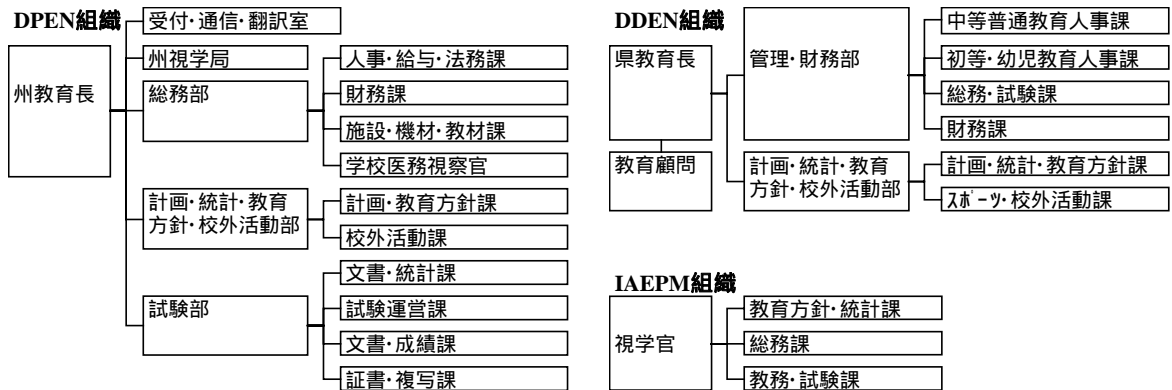 DPEN組織
受付･通信･翻訳室
州教育長
州視学局
総務部
人事･給与･法務課
財務課
施設･機材･教材課
学校医務視察官
計画･統計･教育
方針･校外活動部
計画･教育方針課
校外活動課
試験部
文書･統計課
試験運営課
文書･成績課
証書･複写課
DDEN組織
県教育長
教育顧問
管理･財務部
中等普通教育人事課
初等･幼児教育人事課
総務･試験課
財務課
計画･統計･教育
方針･校外活動部
計画･統計･教育方針課
ｽﾎﾟｰﾂ･校外活動課
IAEPM組織
視学官
教育方針･統計課
総務課
教務･試験課